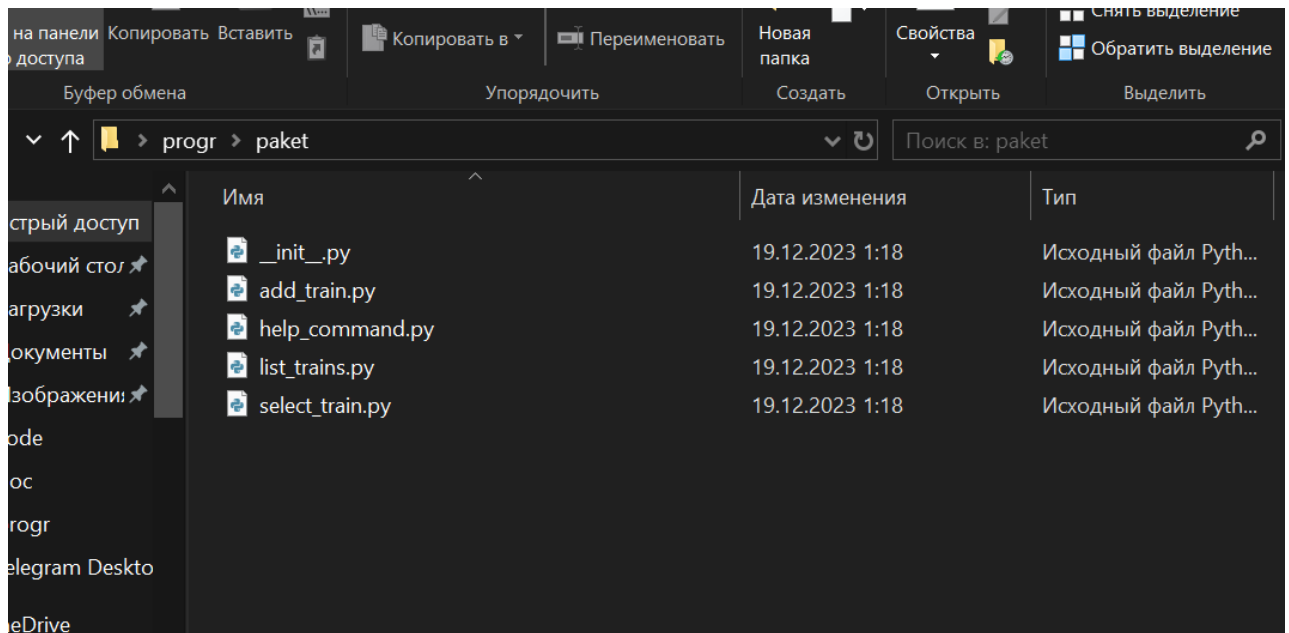 Снять выделение
на панели Копировать Вставить Копировать в Переименовать Новая папка Свойства Обратить выделение
доступа
Буфер обмена Упорядочить Создать Открыть Выделить
progr paket Поиск в: paket
Имя Дата изменения Тип
стрый доступ
__init__.py 19.12.2023 1:18 Исходный файл Pyth...
абочий стол
add_train.py 19.12.2023 1:18 Исходный файл Pyth...
агрузки
help_command.py 19.12.2023 1:18 Исходный файл Pyth...
окументы
list_trains.py 19.12.2023 1:18 Исходный файл Pyth...
зображени
select_train.py 19.12.2023 1:18 Исходный файл Pyth...
ode
oc
rogr
elegram Deskto
eDrive